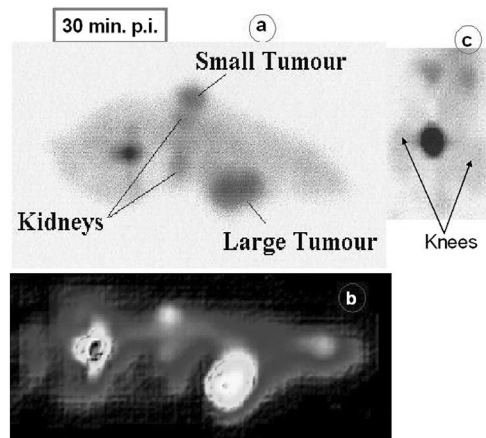 30 min. p.i.
a
c
Small Tumour
Kidneys
Large Tumour
Knees
b